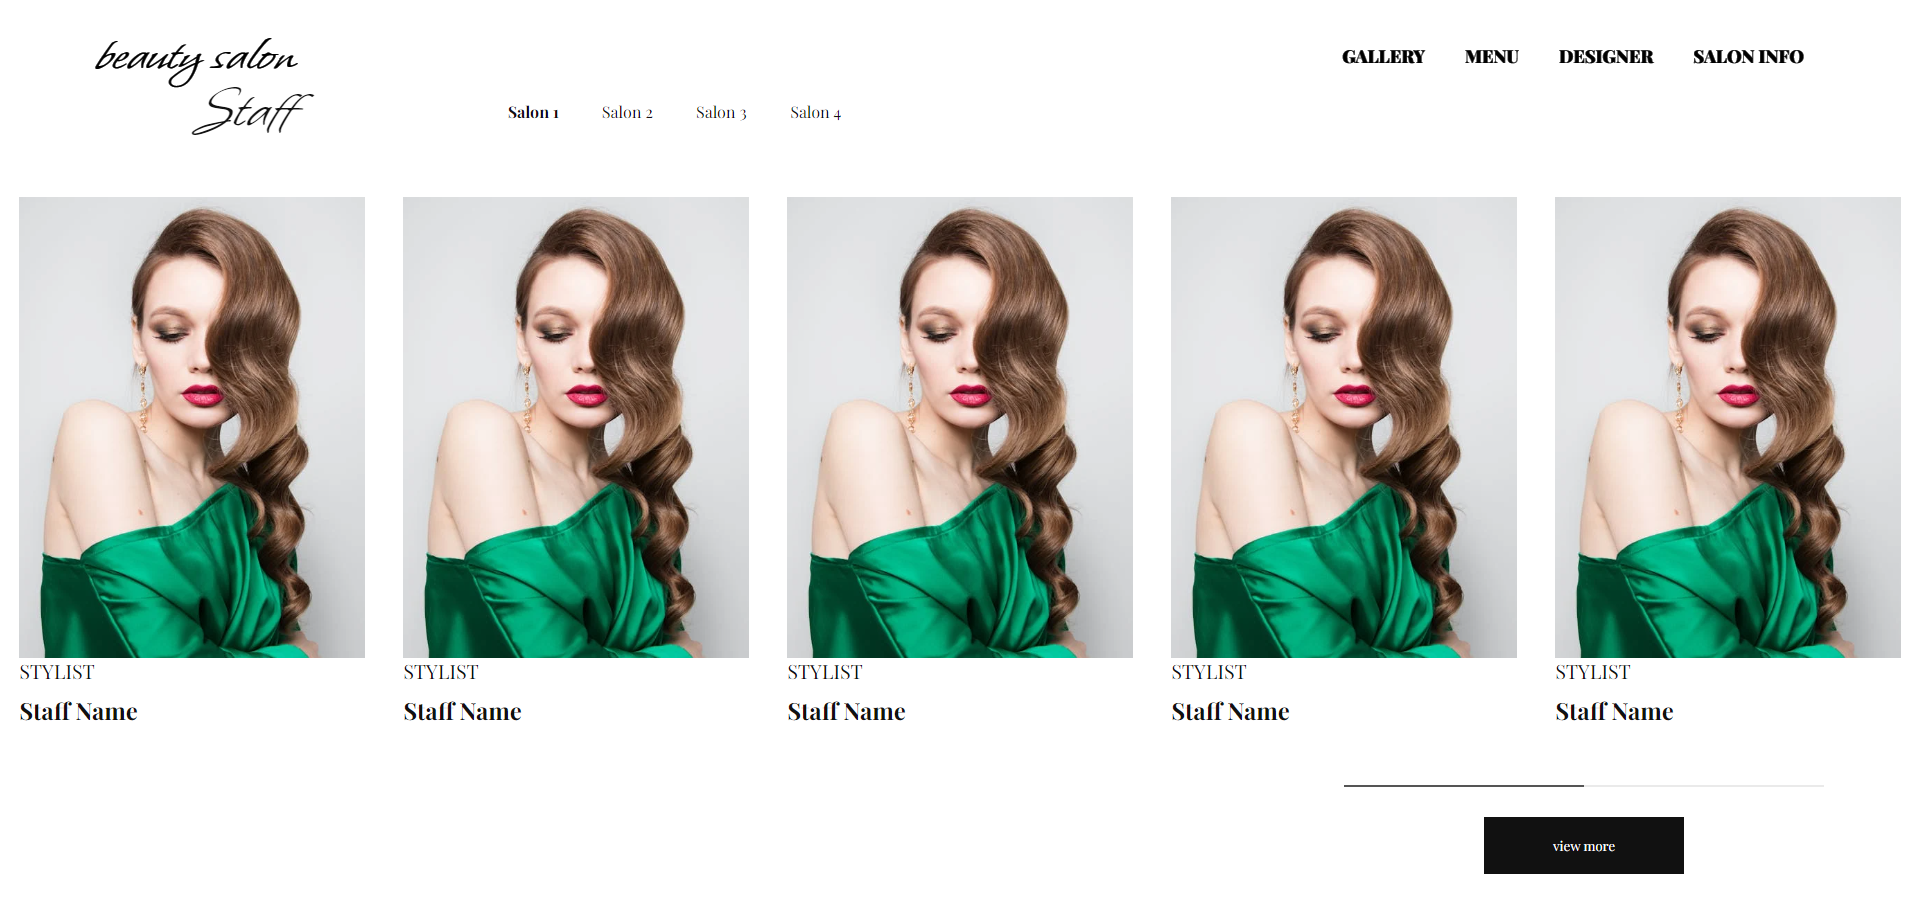 beauty salon
Staff
GALLERY MENU DESIGNER SALON INFO
Salon 1 Salon 2 Salon 3 Salon 4
STYLIST
Staff Name
STYLIST
Staff Name
STYLIST
Staff Name
STYLIST
Staff Name
STYLIST
Staff Name
view more